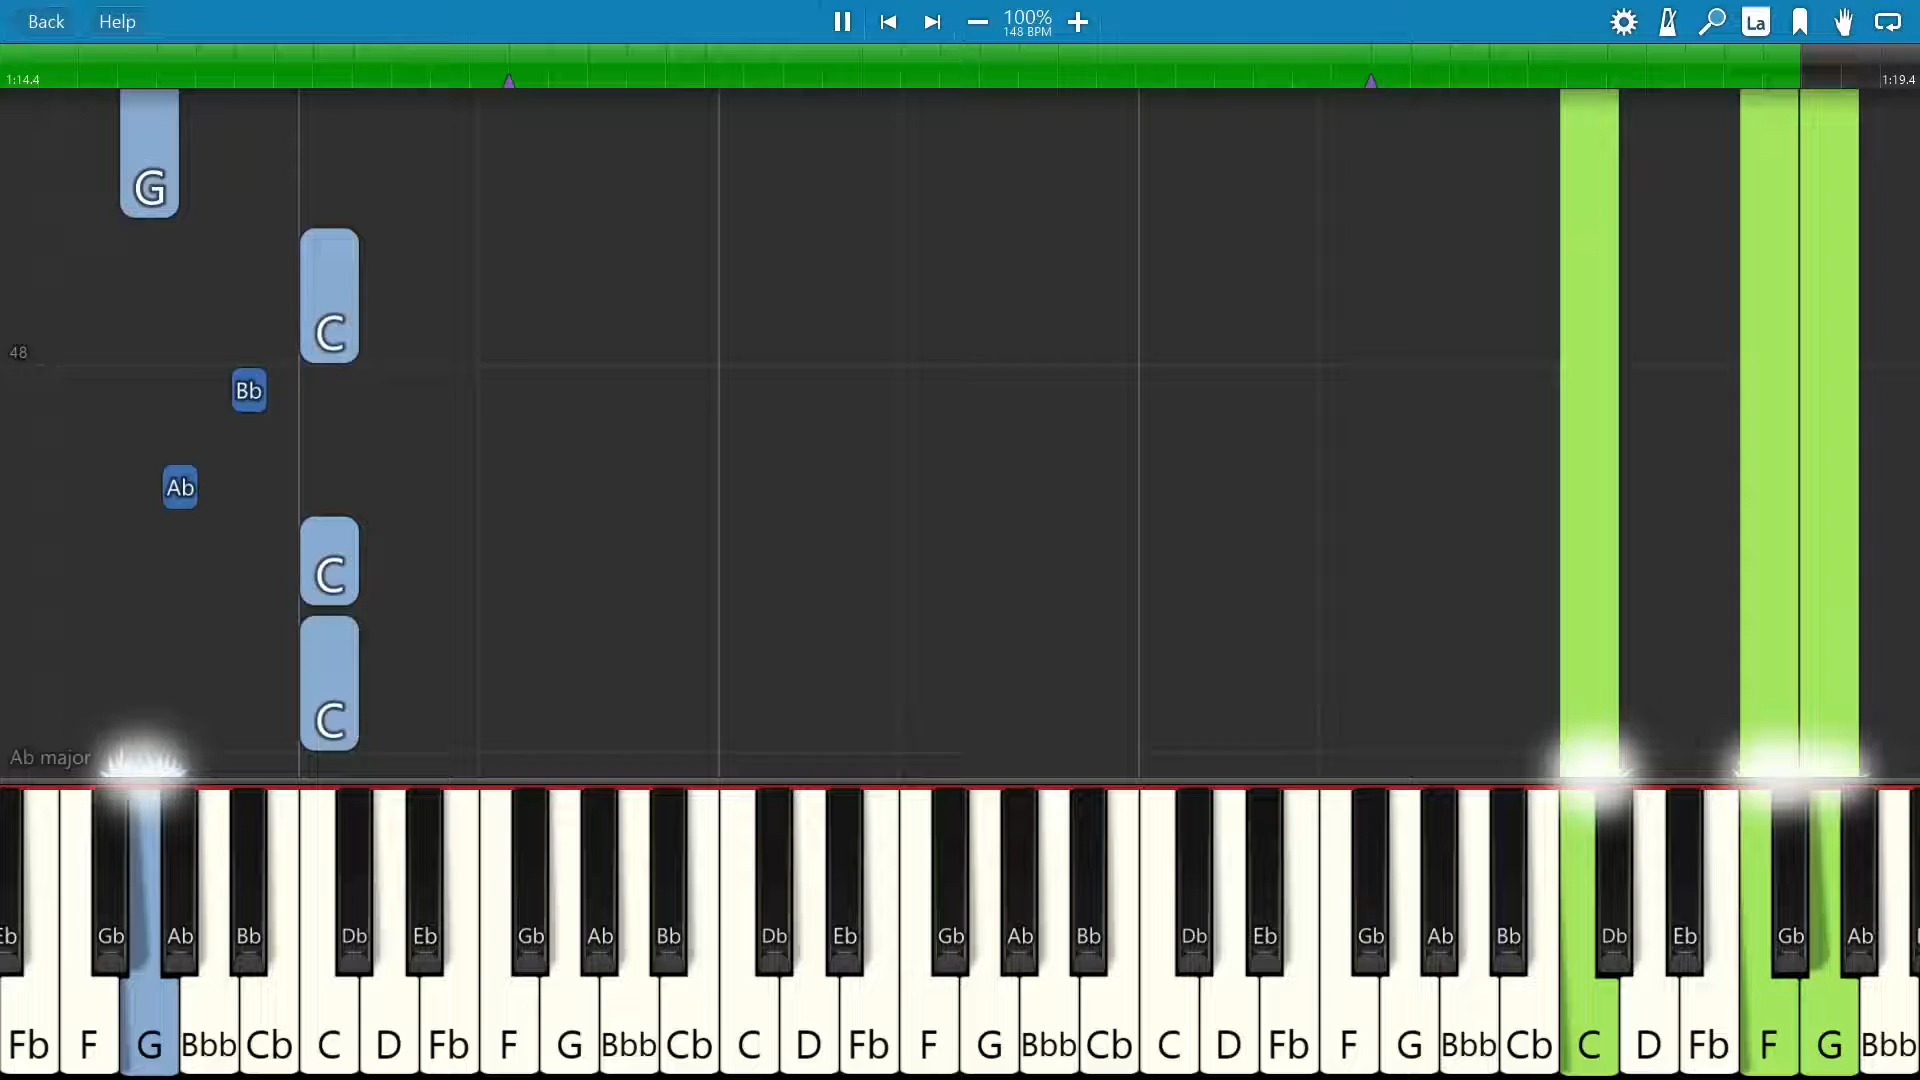 Back Help 100% La
148 BPM
1:14.4 1:19.4
G
C
48
Bb
Ab
C
C
Ab major
Eb Gb Ab Bb Db Eb Gb Ab Bb Db Eb Gb Ab Bb Db Eb Gb Ab Bb Db Eb Gb Ab
Fb F G Bbb Cb C D Fb F G Bbb Cb C D Fb F G Bbb Cb C D Fb F G Bbb Cb C D Fb F G Bbb